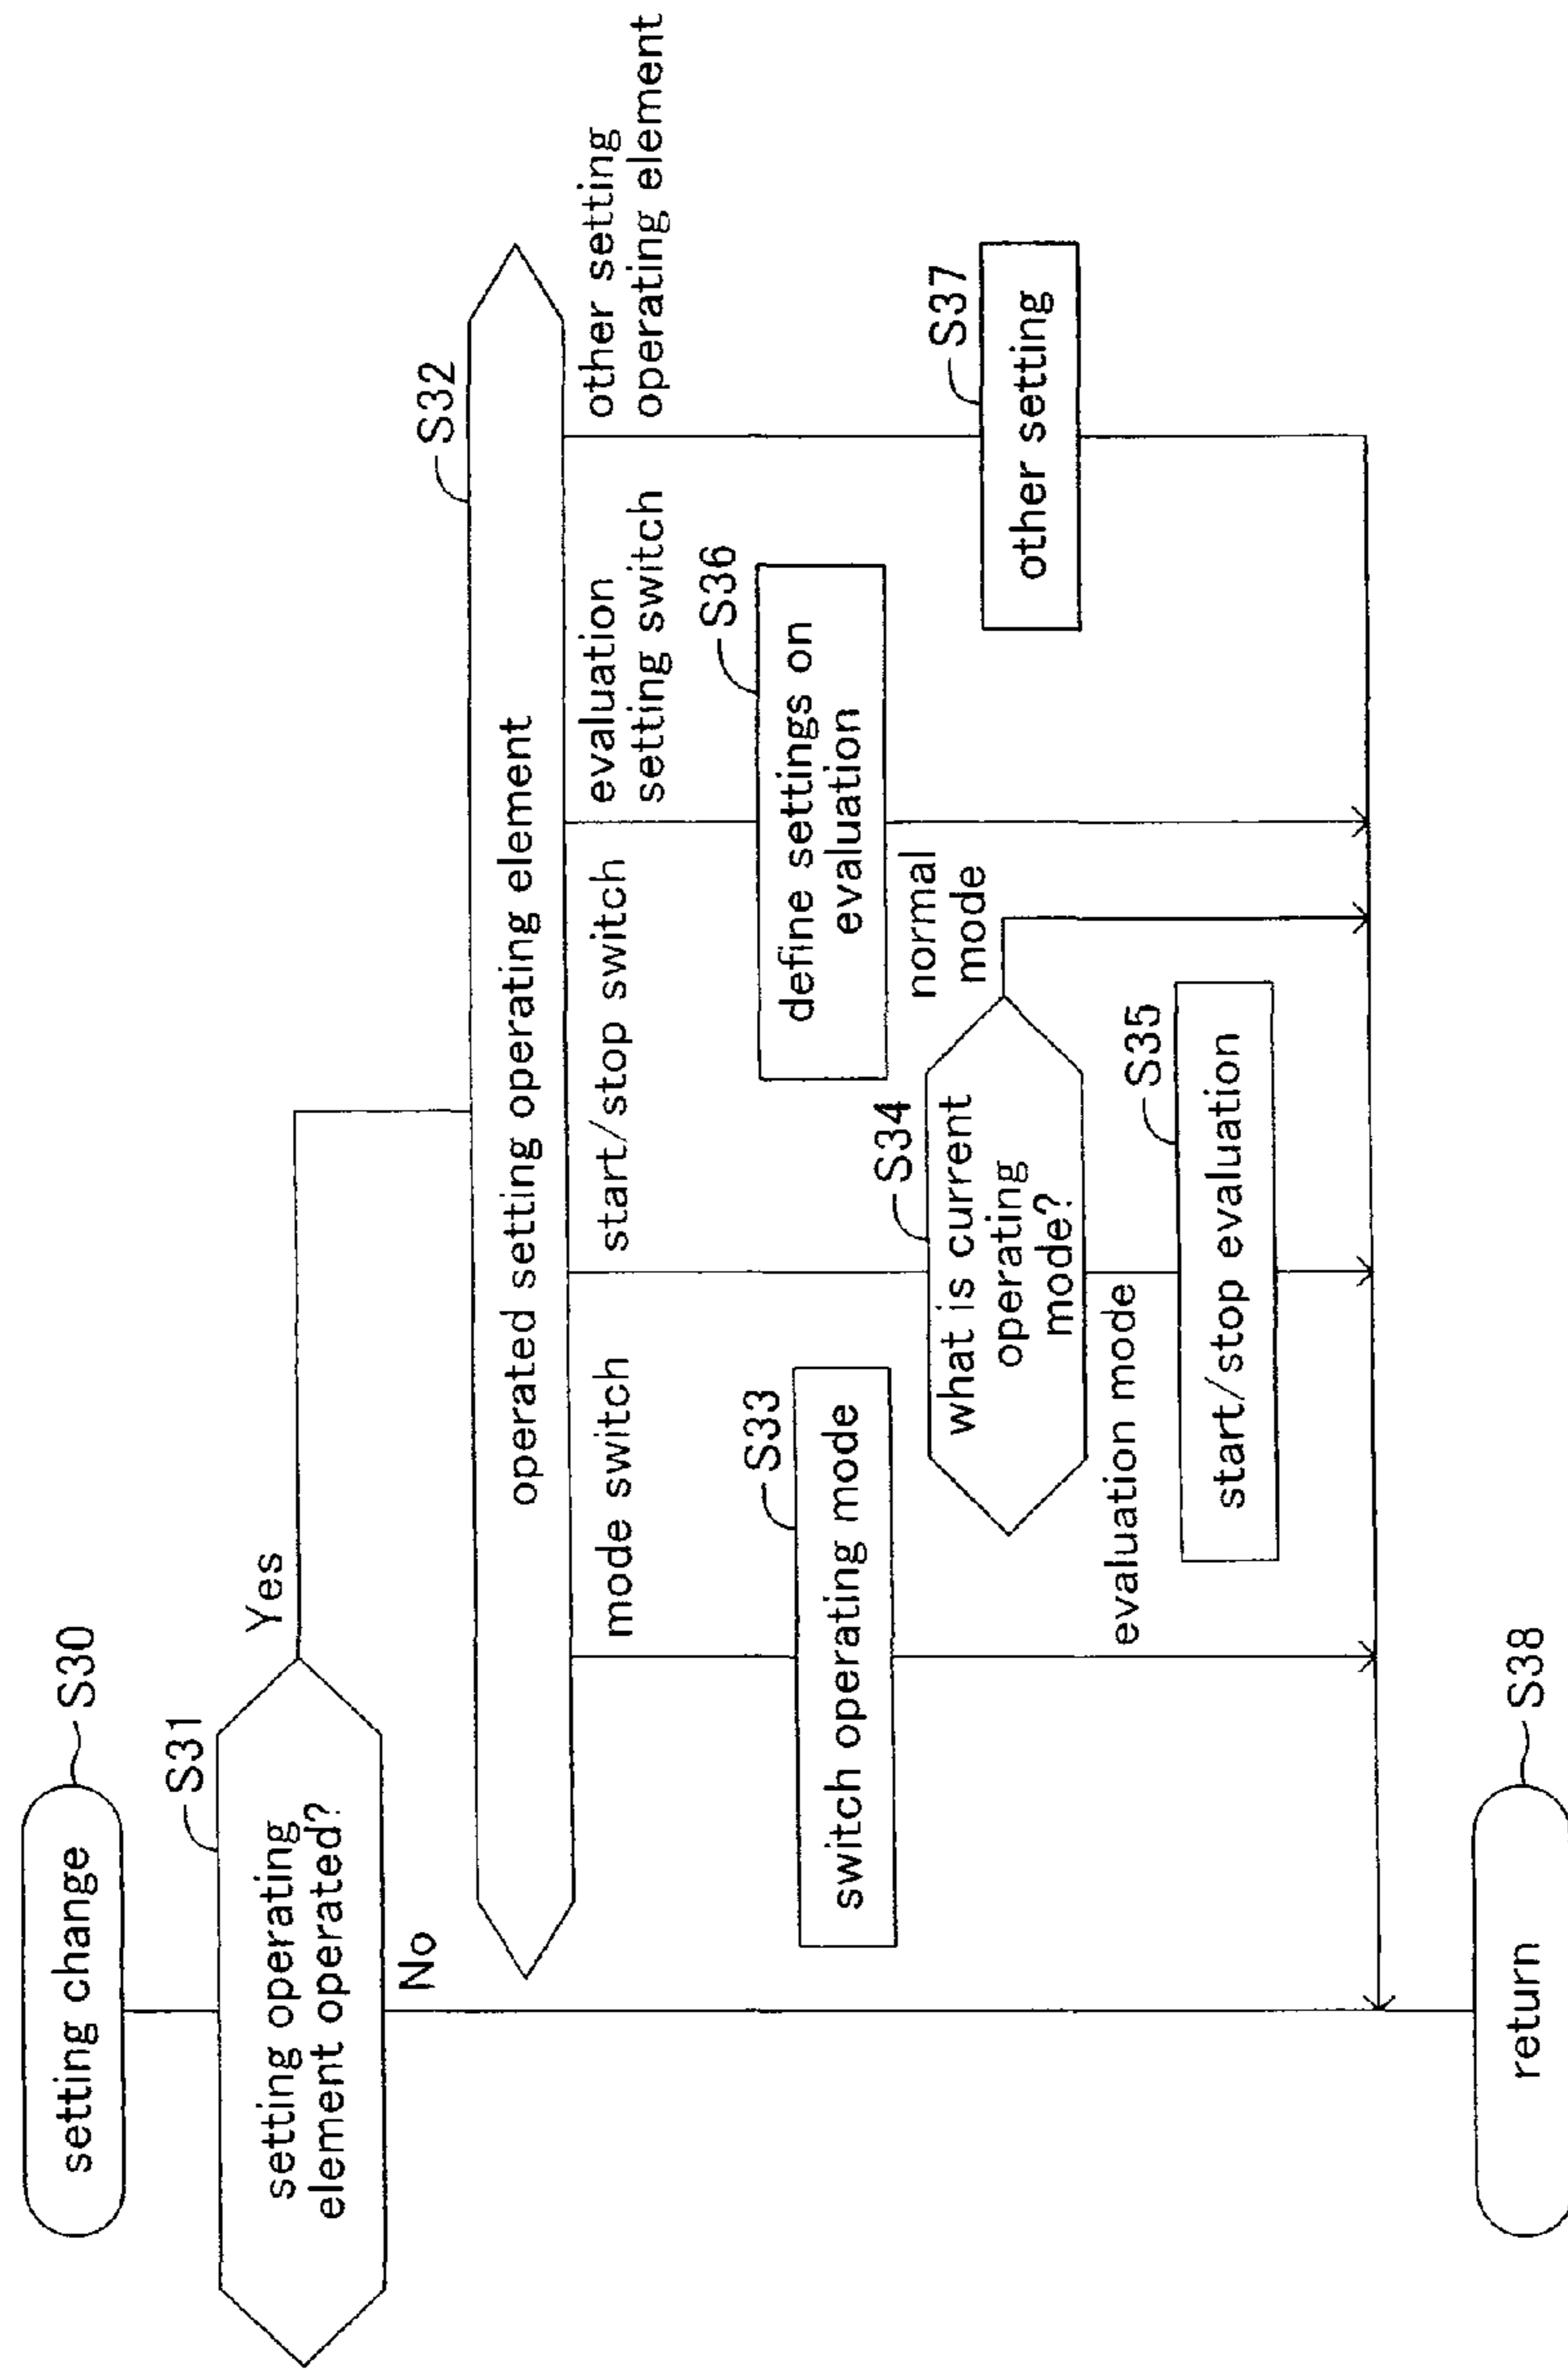 setting change
S30
S31
setting operating
element operated?
Yes
No
S32
operated setting operating element
mode switch
start/stop switch
evaluation
setting switch
other setting
operating element
S33
switch operating mode
S34
what is current
operating
mode?
normal
mode
evaluation mode
S35
start/stop evaluation
S36
define settings on
evaluation
S37
other setting
return
S38